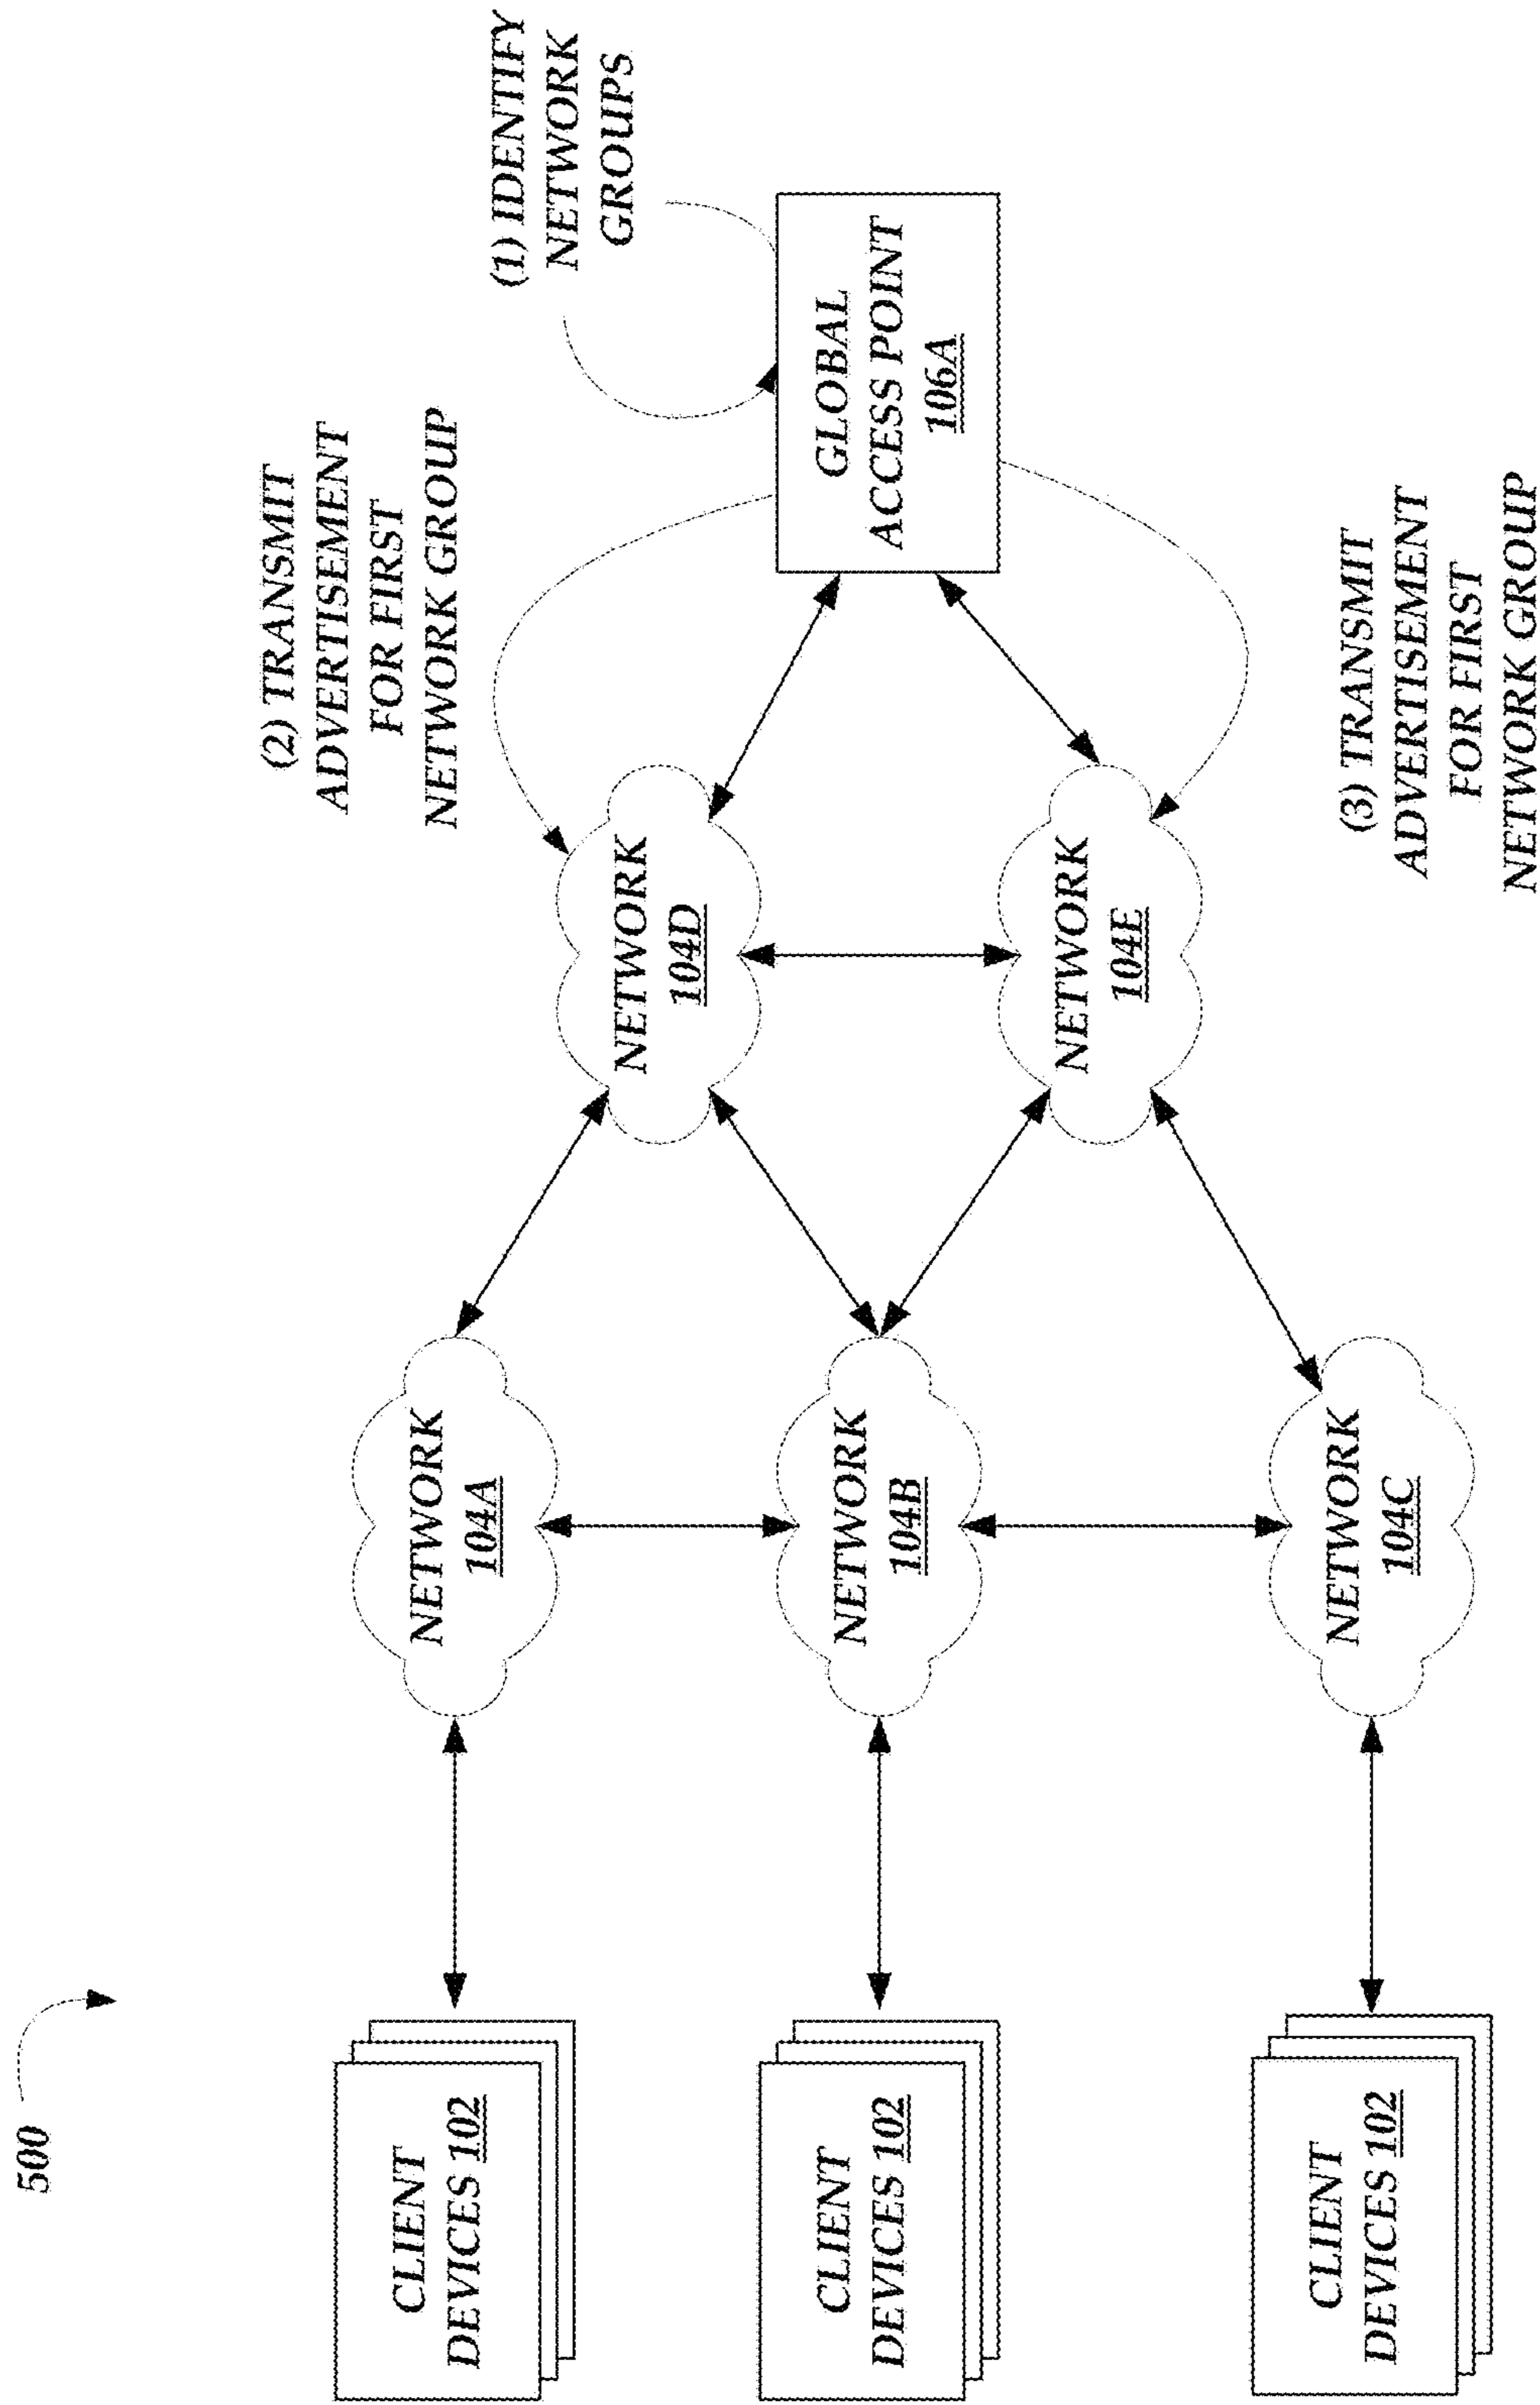 500
CLIENT
DEVICES 102
CLIENT
DEVICES 102
CLIENT
DEVICES 102
NETWORK
104A
NETWORK
104B
NETWORK
104C
NETWORK
104D
NETWORK
104E
(2) TRANSMIT
ADVERTISEMENT
FOR FIRST
NETWORK GROUP
(1) IDENTIFY
NETWORK
GROUPS
GLOBAL
ACCESS POINT
106A
(3) TRANSMIT
ADVERTISEMENT
FOR FIRST
NETWORK GROUP